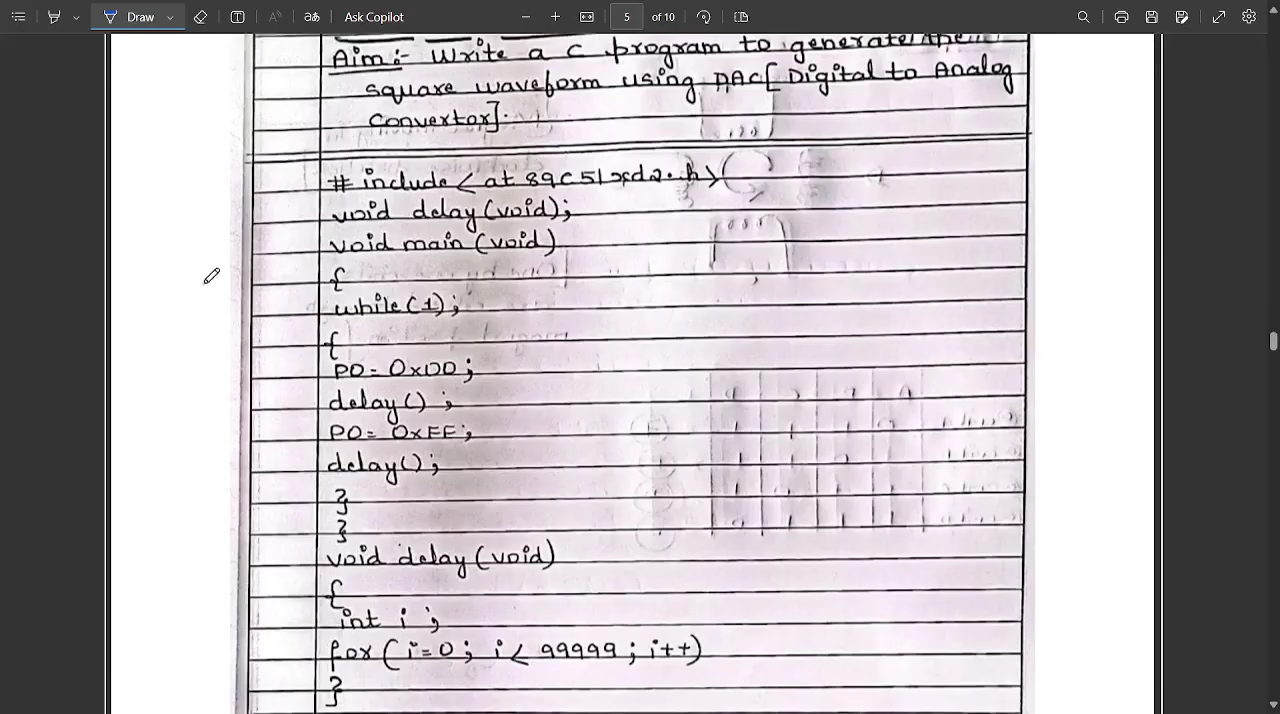 Draw
Ask Copilot
5 of 10
Aim:- Write a c program to generate the
square waveform using DAC[Digital to Analog
Convertor].
# include < at 89C51xd2.h >
void delay(void);
void main(void)
{
while(1);
{
P0= 0x00;
delay();
P0= 0xFF;
delay();
}
}
void delay(void)
{
int i;
for(i=0; i< 99999; i++)
}